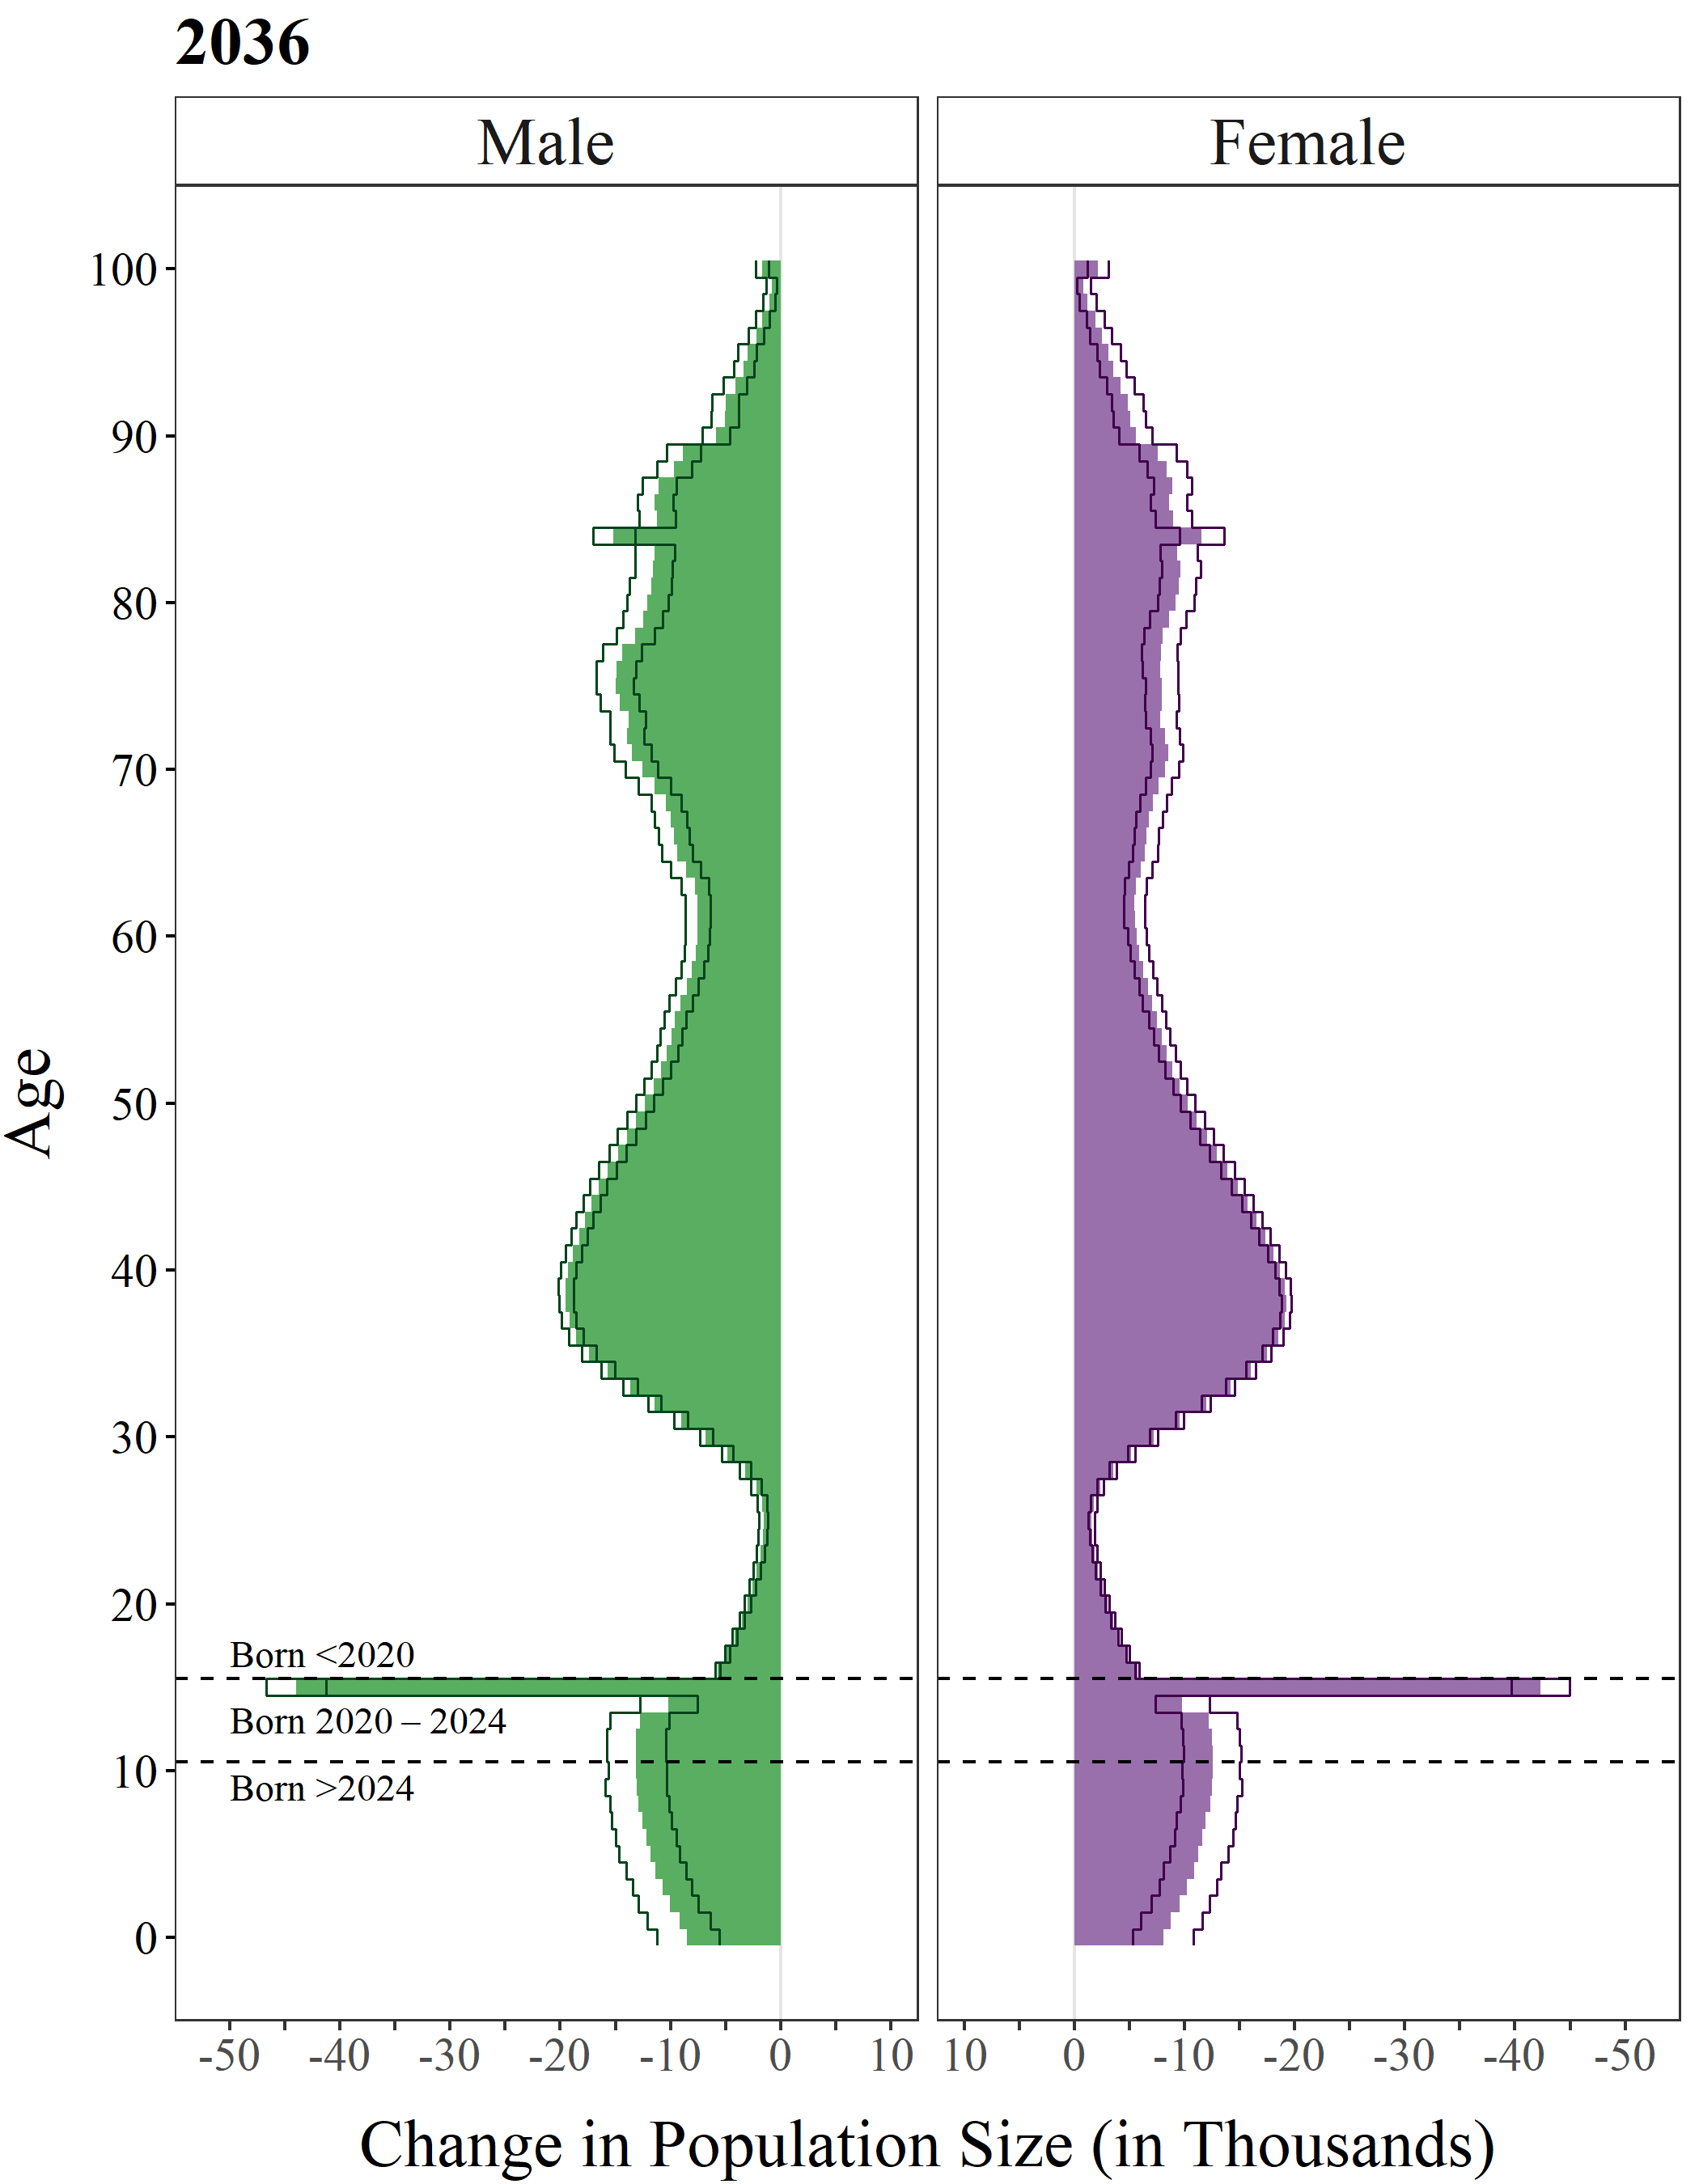 2036
Male Female
Age
100
90
80
70
60
50
40
30
20
10
0
Born <2020
Born 2020 – 2024
Born >2024
-50 -40 -30 -20 -10 0 10 10 0 -10 -20 -30 -40 -50
Change in Population Size (in Thousands)